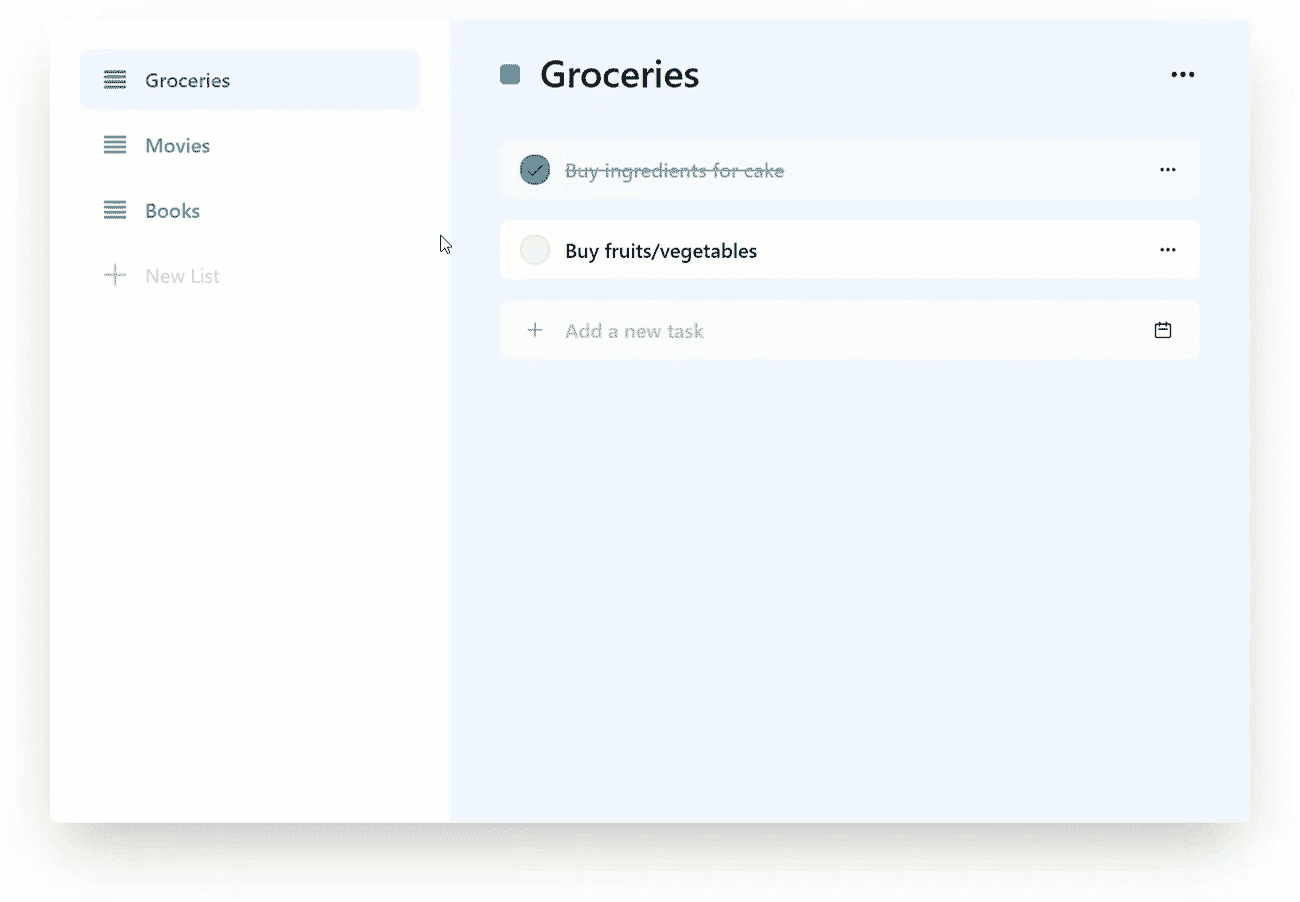 Groceries
Movies
Books
New List
Groceries
Buy ingredients for cake
Buy fruits/vegetables
Add a new task